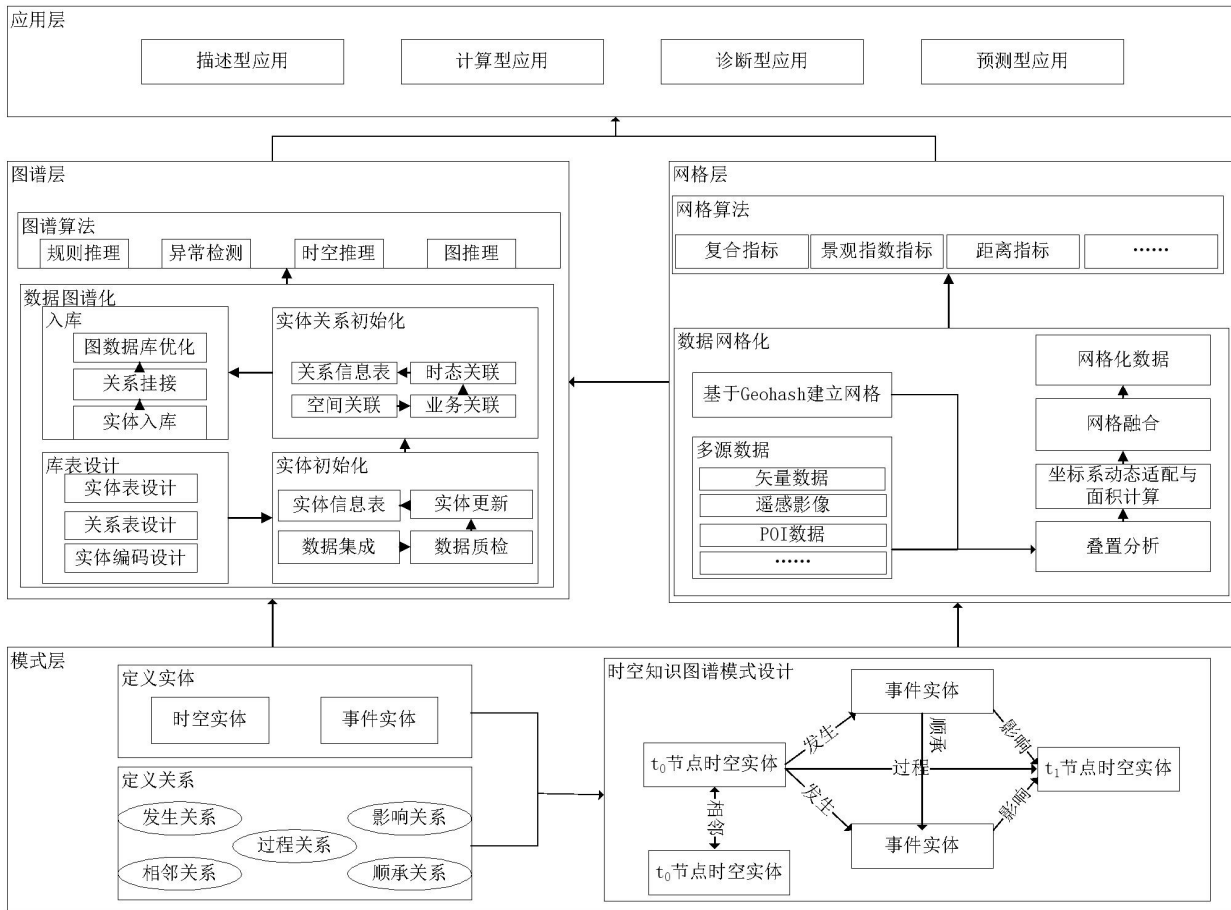 应用层
描述型应用
计算型应用
诊断型应用
预测型应用
图谱层
图谱算法
规则推理
异常检测
时空推理
图推理
数据图谱化
入库
图数据库优化
关系挂接
实体入库
实体关系初始化
关系信息表
时态关联
空间关联
业务关联
库表设计
实体表设计
关系表设计
实体编码设计
实体初始化
实体信息表
实体更新
数据集成
数据质检
网格层
网格算法
复合指标
景观指数指标
距离指标
……
数据网格化
基于Geohash建立网格
多源数据
矢量数据
遥感影像
POI数据
……
网格化数据
网格融合
坐标系动态适配与
面积计算
叠置分析
模式层
定义实体
时空实体
事件实体
定义关系
发生关系
影响关系
过程关系
相邻关系
顺承关系
时空知识图谱模式设计
事件实体
发生
顺承
影响
t₀节点时空实体
过程
t₁节点时空实体
相邻
发生
影响
事件实体
t₀节点时空实体